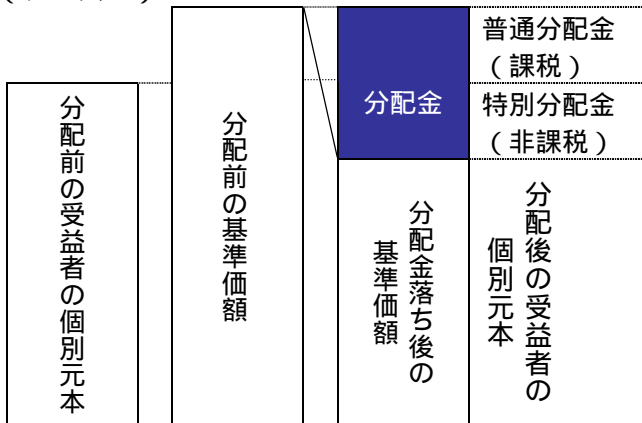 普通分配金
(課税)
分配金
特別分配金
(非課税)
分配前の受益者の個別元本
分配前の基準価額
分配金落ち後の
基準価額
分配後の受益者の
個別元本